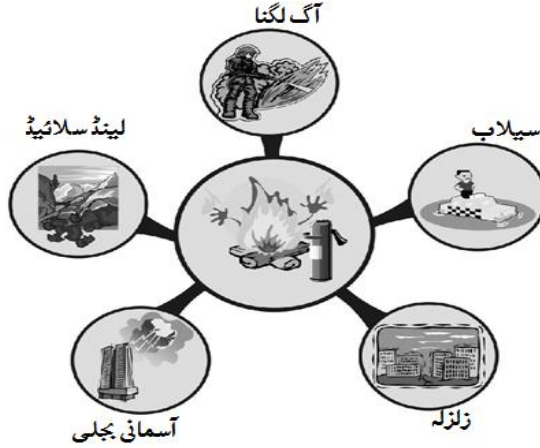 آگ لگنا
سیلاب
لینڈ سلائیڈ
زلزلہ
آسمانی بجلی